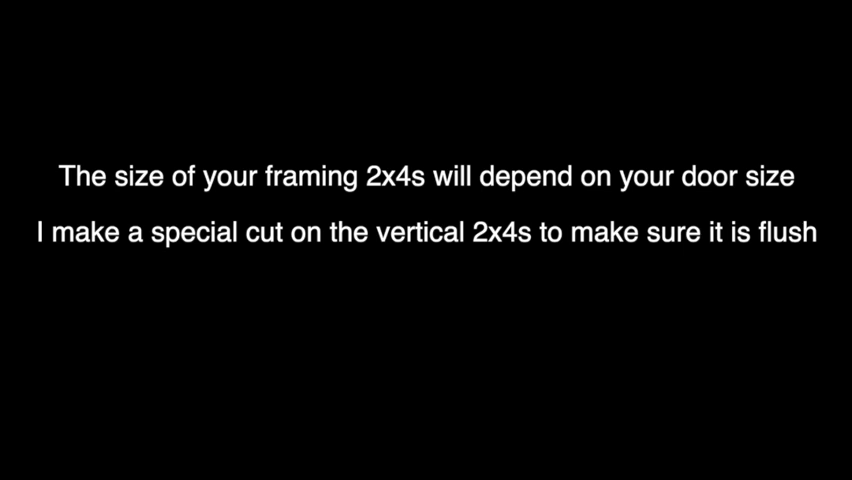 The size of your framing 2x4s will depend on your door size
I make a special cut on the vertical 2x4s to make sure it is flush